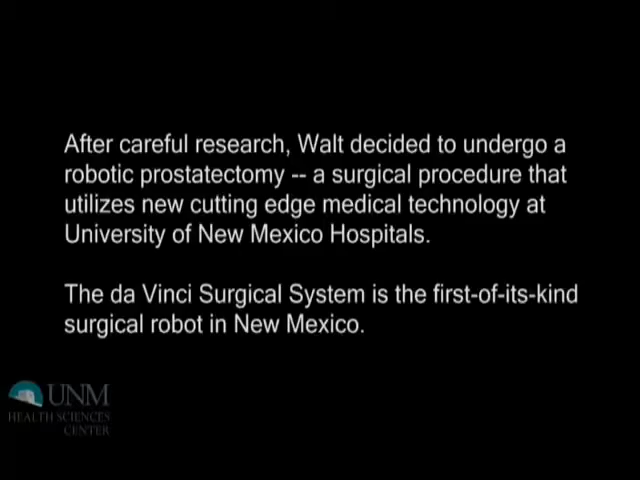 After careful research, Walt decided to undergo a
robotic prostatectomy -- a surgical procedure that
utilizes new cutting edge medical technology at
University of New Mexico Hospitals.
The da Vinci Surgical System is the first-of-its-kind
surgical robot in New Mexico.
UNM
HEALTH SCIENCES
CENTER